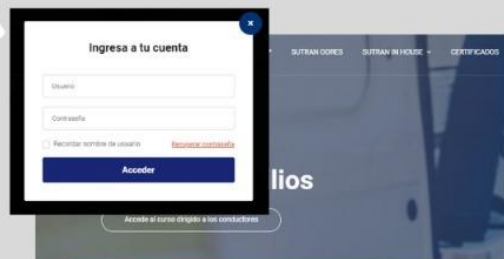 Ingresa a tu cuenta
SUTRAN GORES
SUTRAN IN HOUSE
CERTIFICADOS
Usuario
Contraseña
Recordar nombre de usuario
Recuperar contraseña
Acceder
lios
Accede al curso dirigido a los conductores